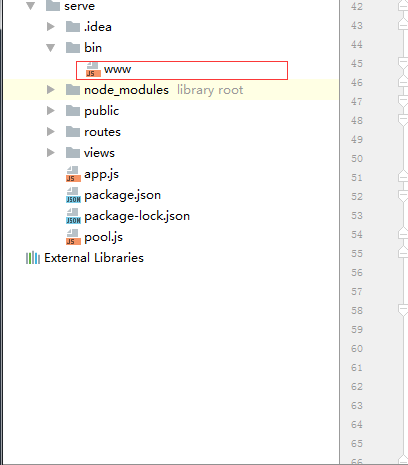 serve
.idea
bin
www
node_modules library root
public
routes
views
app.js
package.json
package-lock.json
pool.js
External Libraries
42
43
44
45
46
47
48
49
50
51
52
53
54
55
56
57
58
59
60
61
62
63
64
65
66